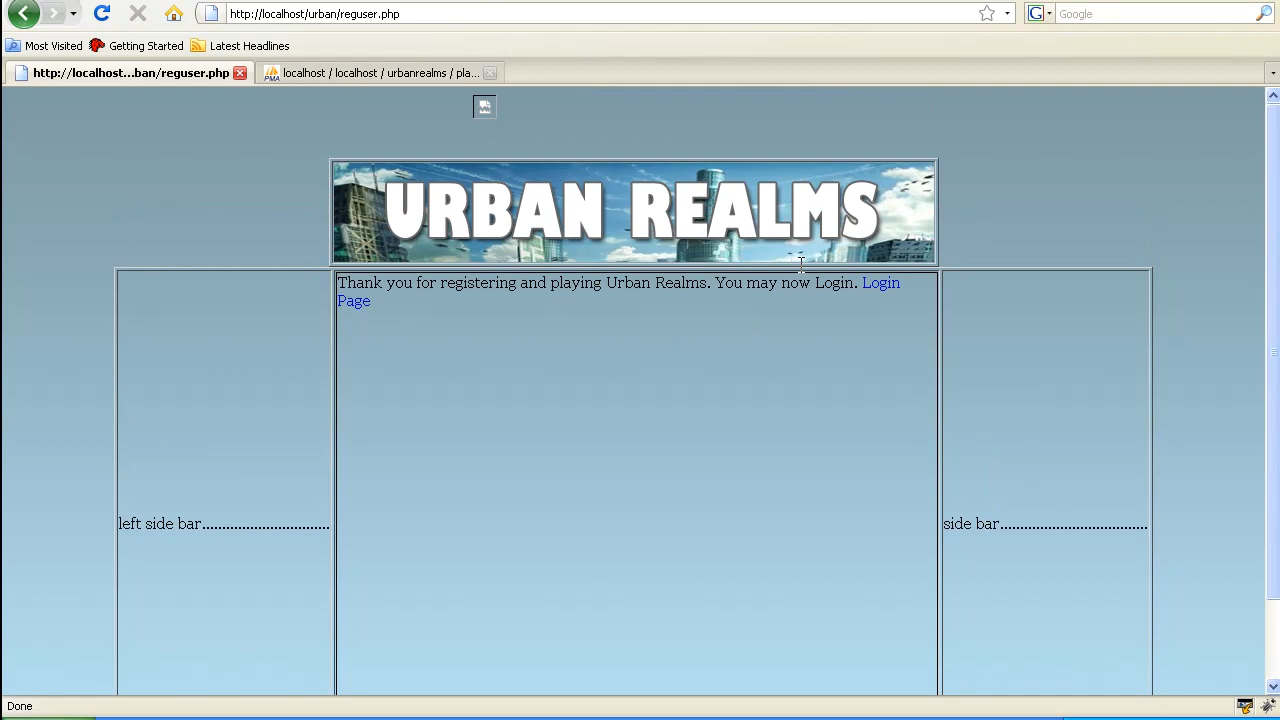 http://localhost/urban/reguser.php
Google
Most Visited
Getting Started
Latest Headlines
http://localhost...ban/reguser.php
PMA
localhost / localhost / urbanrealms / pla...
URBAN REALMS
Thank you for registering and playing Urban Realms. You may now Login. Login
Page
left side bar................................
side bar.....................................
Done